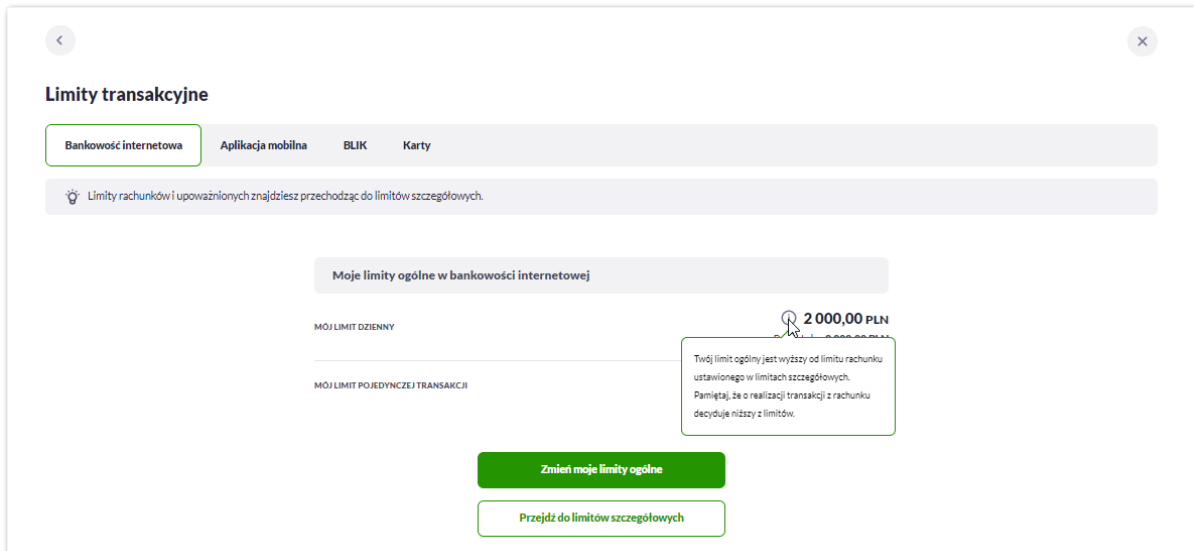 Limity transakcyjne
Bankowość internetowa Aplikacja mobilna BLIK Karty
Limity rachunków i upoważnionych znajdziesz przechodząc do limitów szczegółowych.
Moje limity ogólne w bankowości internetowej
MÓJ LIMIT DZIENNY
2 000,00 PLN
Twój limit ogólny jest wyższy od limitu rachunku
ustawionego w limitach szczegółowych.
Pamiętaj, że o realizacji transakcji z rachunku
decyduje niższy z limitów.
MÓJ LIMIT POJEDYNCZEJ TRANSAKCJI
Zmień moje limity ogólne
Przejdź do limitów szczegółowych